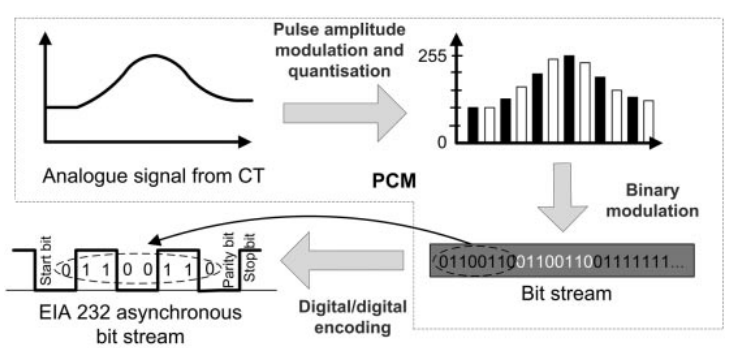 Pulse amplitude
modulation and
quantisation
255
0
Analogue signal from CT
PCM
Binary
modulation
011001100110011001111111...
Bit stream
Start bit
0 1 1 0 0 1 1 0
Parity bit
Stop bit
Digital/digital
encoding
EIA 232 asynchronous
bit stream